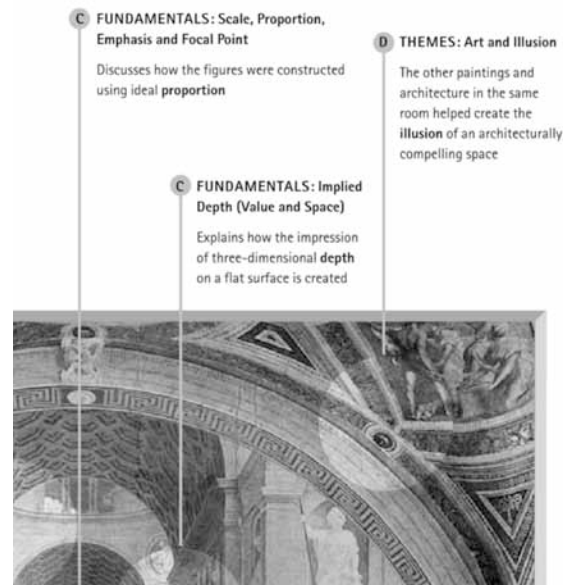 C FUNDAMENTALS: Scale, Proportion,
Emphasis and Focal Point
Discusses how the figures were constructed
using ideal proportion
D THEMES: Art and Illusion
The other paintings and
architecture in the same
room helped create the
illusion of an architecturally
compelling space
C FUNDAMENTALS: Implied
Depth (Value and Space)
Explains how the impression
of three-dimensional depth
on a flat surface is created